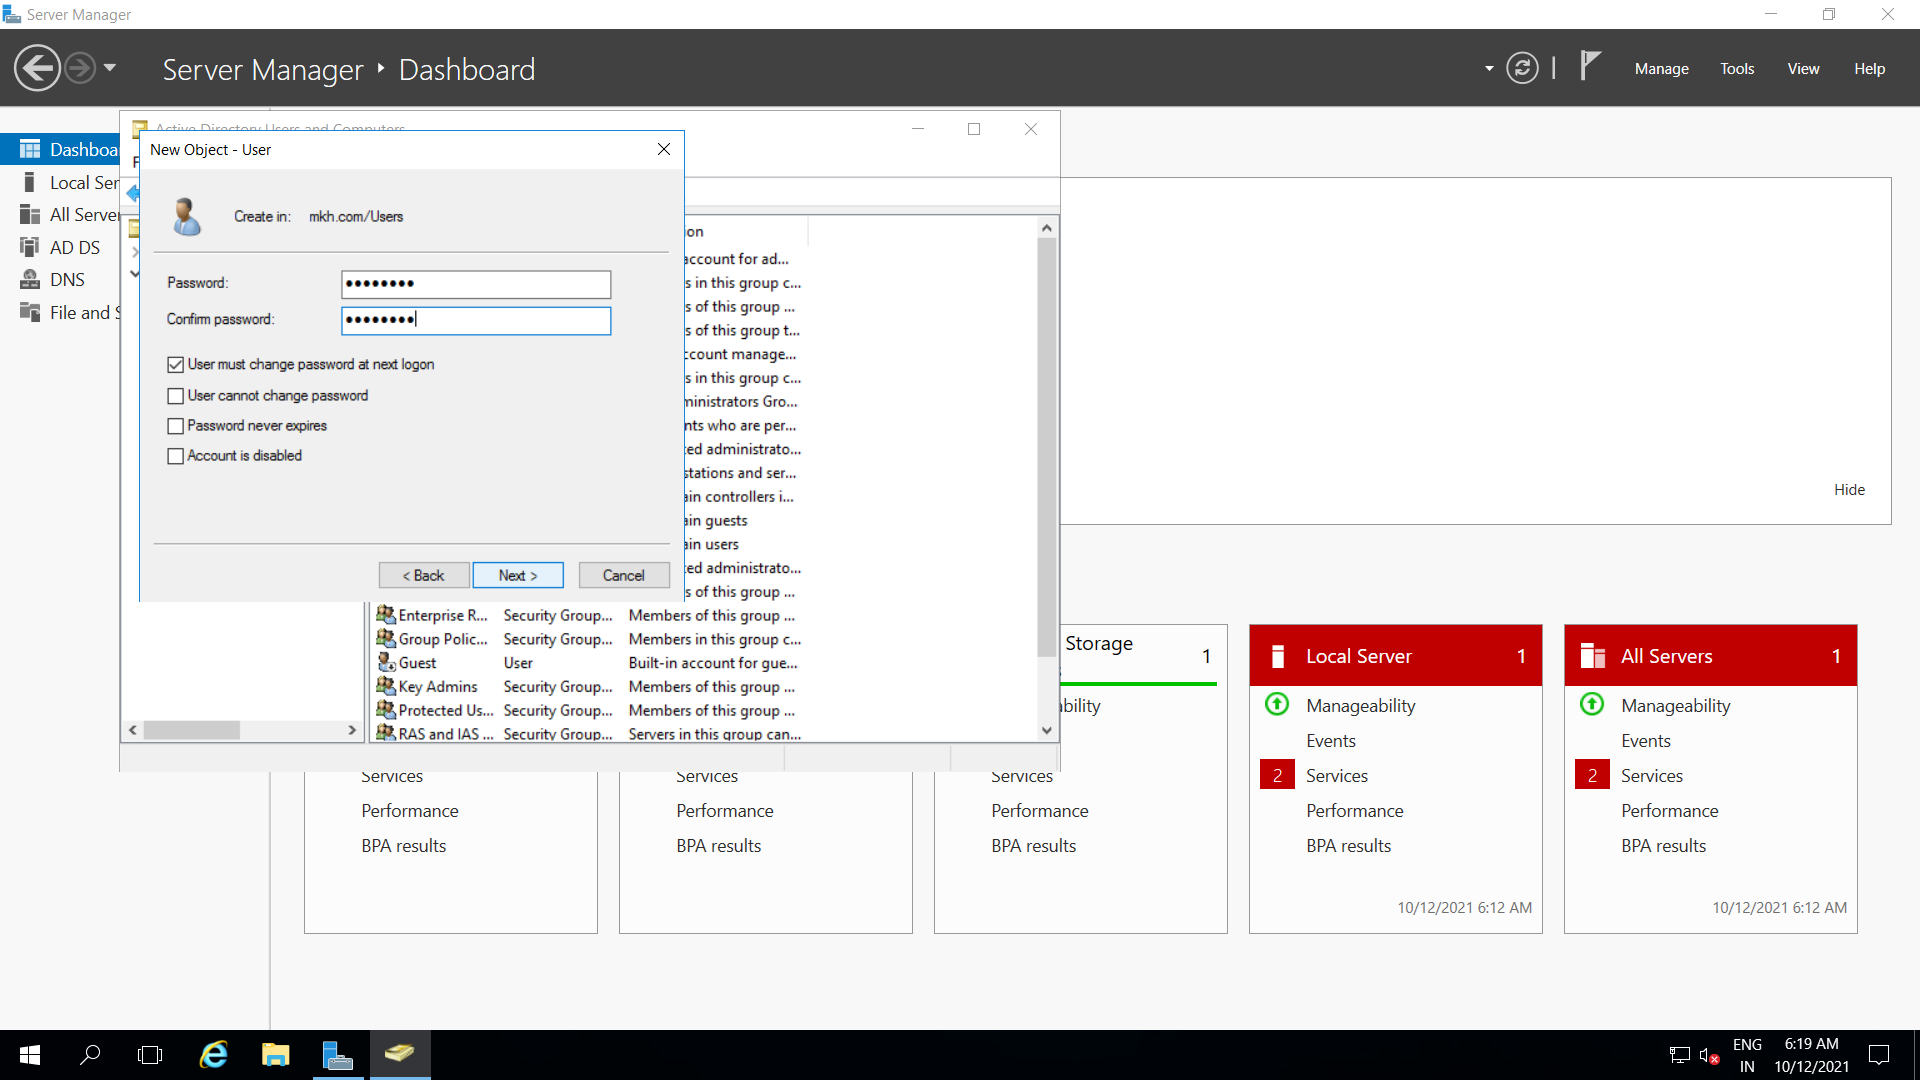 Server Manager
Server Manager
Dashboard
Manage
Tools
View
Help
Active Directory Users and Computers
New Object - User
Create in: mkh.com/Users
Password:
Confirm password:
User must change password at next logon
User cannot change password
Password never expires
Account is disabled
< Back
Next >
Cancel
Dashboa
Local Ser
All Server
AD DS
DNS
File and S
on
account for ad...
s in this group c...
s of this group ...
s of this group t...
ccount manage...
s in this group c...
ministrators Gro...
nts who are per...
ed administrato...
stations and ser...
ain controllers i...
ain guests
ain users
ed administrato...
s of this group ...
Enterprise R... Security Group... Members of this group ...
Group Polic... Security Group... Members in this group c...
Guest User Built-in account for gue...
Key Admins Security Group... Members of this group ...
Protected Us... Security Group... Members of this group ...
RAS and IAS ... Security Group... Servers in this group can...
Hide
Services
Performance
BPA results
Services
Performance
BPA results
Storage
1
bility
Services
Performance
BPA results
Local Server 1
Manageability
Events
2 Services
Performance
BPA results
10/12/2021 6:12 AM
All Servers 1
Manageability
Events
2 Services
Performance
BPA results
10/12/2021 6:12 AM
ENG
IN
6:19 AM
10/12/2021